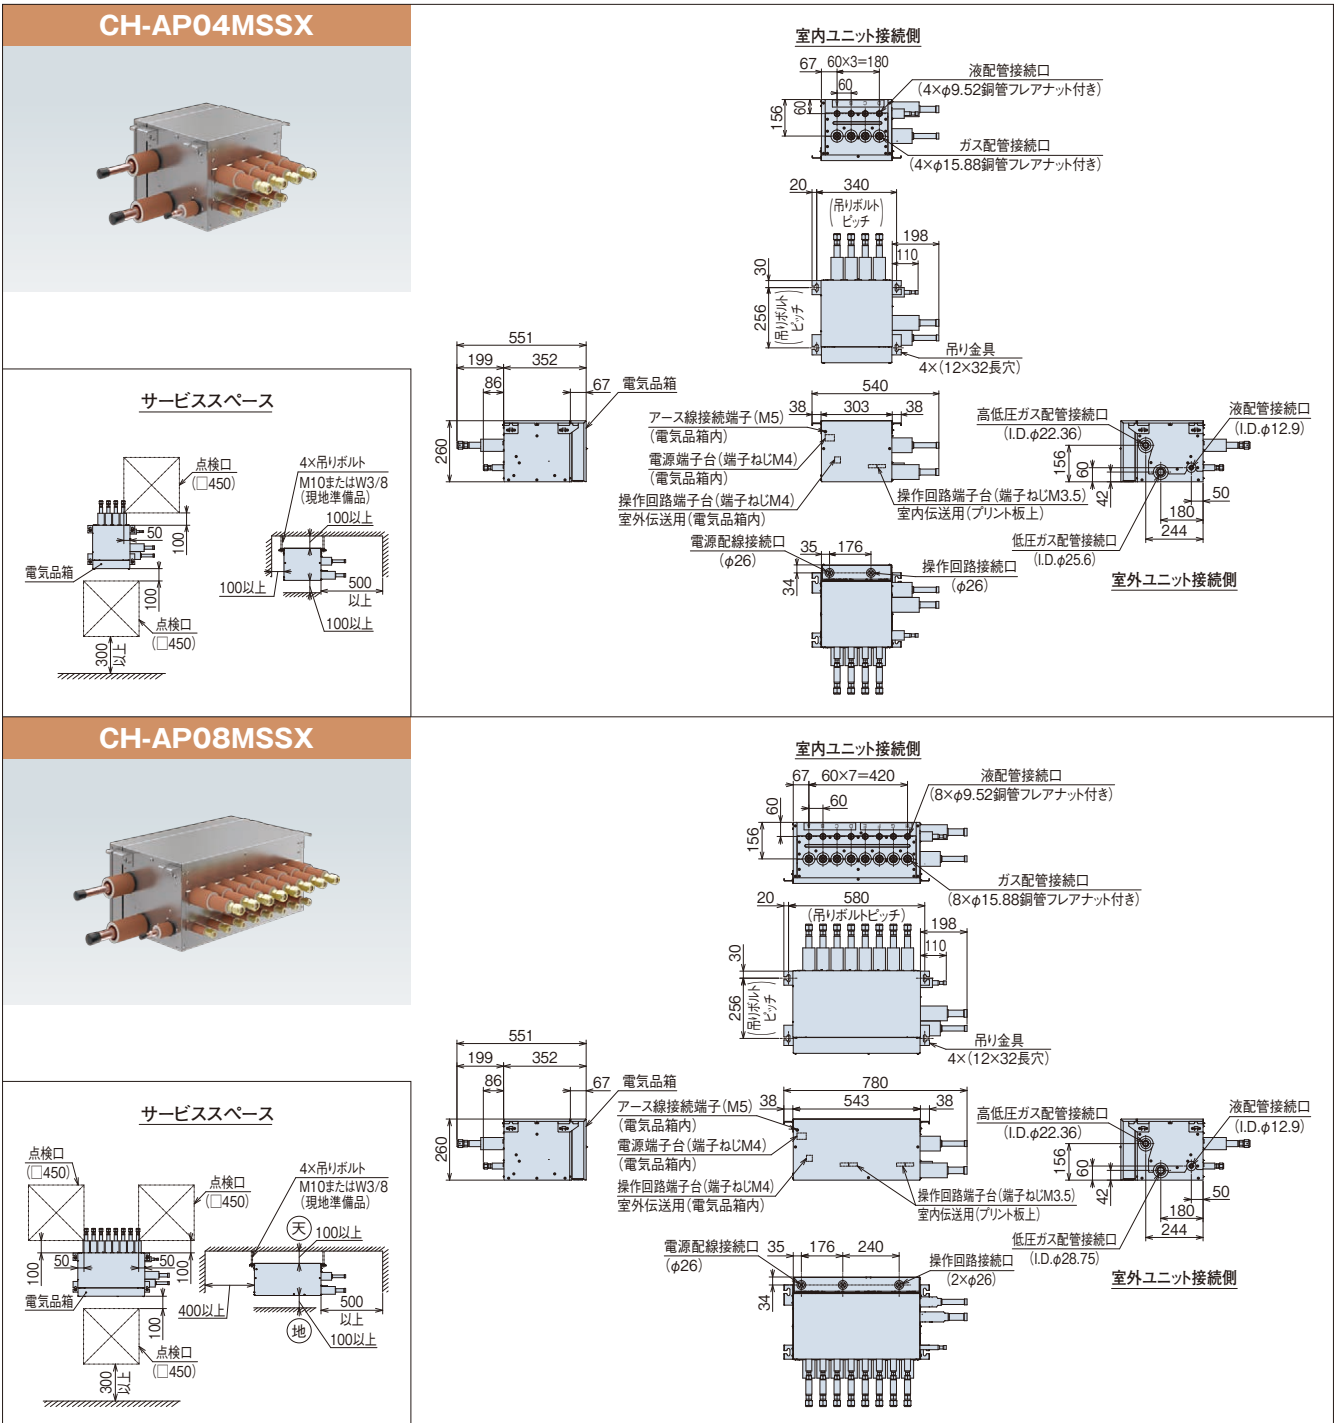 CH-AP04MSSX
室内ユニット接続側
67
60×3=180
60
液配管接続口
(4×φ9.52銅管フレアナット付き)
156
60
ガス配管接続口
(4×φ15.88銅管フレアナット付き)
20
340
(吊りボルト
ピッチ)
198
110
30
256
(吊りボルト
ピッチ)
吊り金具
4×(12×32長穴)
551
199
352
86
67
電気品箱
260
540
38
303
38
アース線接続端子(M5)
(電気品箱内)
電源端子台(端子ねじM4)
(電気品箱内)
操作回路端子台(端子ねじM4)
室外伝送用(電気品箱内)
操作回路端子台(端子ねじM3.5)
室内伝送用(プリント板上)
高低圧ガス配管接続口
(I.D.φ22.36)
液配管接続口
(I.D.φ12.9)
156
60
42
50
180
244
低圧ガス配管接続口
(I.D.φ25.6)
室外ユニット接続側
電源配線接続口
(φ26)
35
176
34
操作回路接続口
(φ26)
サービススペース
点検口
(□450)
50
100
電気品箱
100
点検口
(□450)
300
以上
4×吊りボルト
M10またはW3/8
(現地準備品)
100以上
100以上
500
以上
100以上
CH-AP08MSSX
室内ユニット接続側
67
60×7=420
60
液配管接続口
(8×φ9.52銅管フレアナット付き)
60
156
ガス配管接続口
(8×φ15.88銅管フレアナット付き)
20
580
(吊りボルトピッチ)
198
110
30
256
(吊りボルト
ピッチ)
吊り金具
4×(12×32長穴)
551
199
352
86
67
電気品箱
260
780
38
543
38
アース線接続端子(M5)
(電気品箱内)
電源端子台(端子ねじM4)
(電気品箱内)
操作回路端子台(端子ねじM4)
室外伝送用(電気品箱内)
操作回路端子台(端子ねじM3.5)
室内伝送用(プリント板上)
高低圧ガス配管接続口
(I.D.φ22.36)
液配管接続口
(I.D.φ12.9)
156
60
42
50
180
244
低圧ガス配管接続口
(I.D.φ28.75)
室外ユニット接続側
電源配線接続口
(φ26)
35
176
240
34
操作回路接続口
(2×φ26)
サービススペース
点検口
(□450)
点検口
(□450)
50
50
100
100
電気品箱
100
点検口
(□450)
300
以上
4×吊りボルト
M10またはW3/8
(現地準備品)
天
100以上
400以上
500
以上
地
100以上